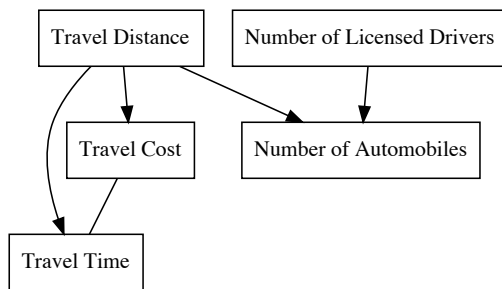 Travel Distance
Number of Licensed Drivers
Travel Cost
Number of Automobiles
Travel Time